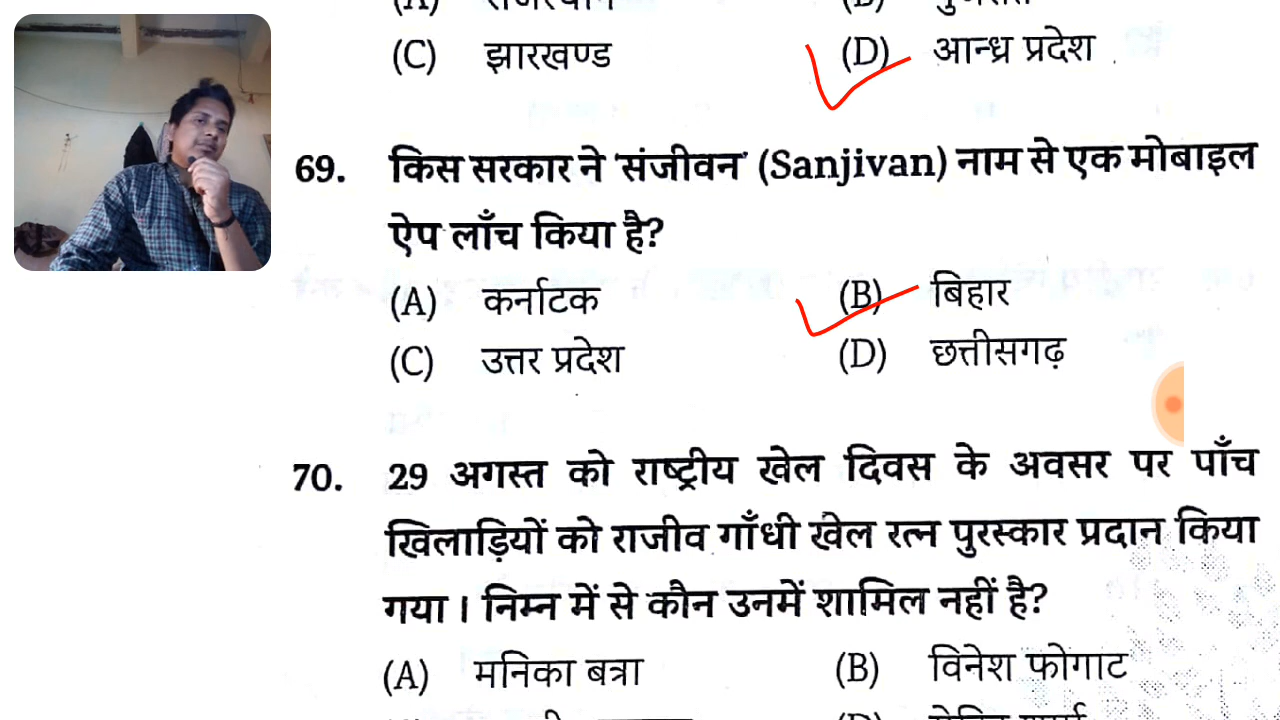 (C) झारखण्ड (D) आन्ध्र प्रदेश
69. किस सरकार ने 'संजीवन' (Sanjivan) नाम से एक मोबाइल
ऐप लाँच किया है?
(A) कर्नाटक (B) बिहार
(C) उत्तर प्रदेश (D) छत्तीसगढ़
70. 29 अगस्त को राष्ट्रीय खेल दिवस के अवसर पर पाँच
खिलाड़ियों को राजीव गाँधी खेल रत्न पुरस्कार प्रदान किया
गया। निम्न में से कौन उनमें शामिल नहीं है?
(A) मनिका बत्रा (B) विनेश फोगाट